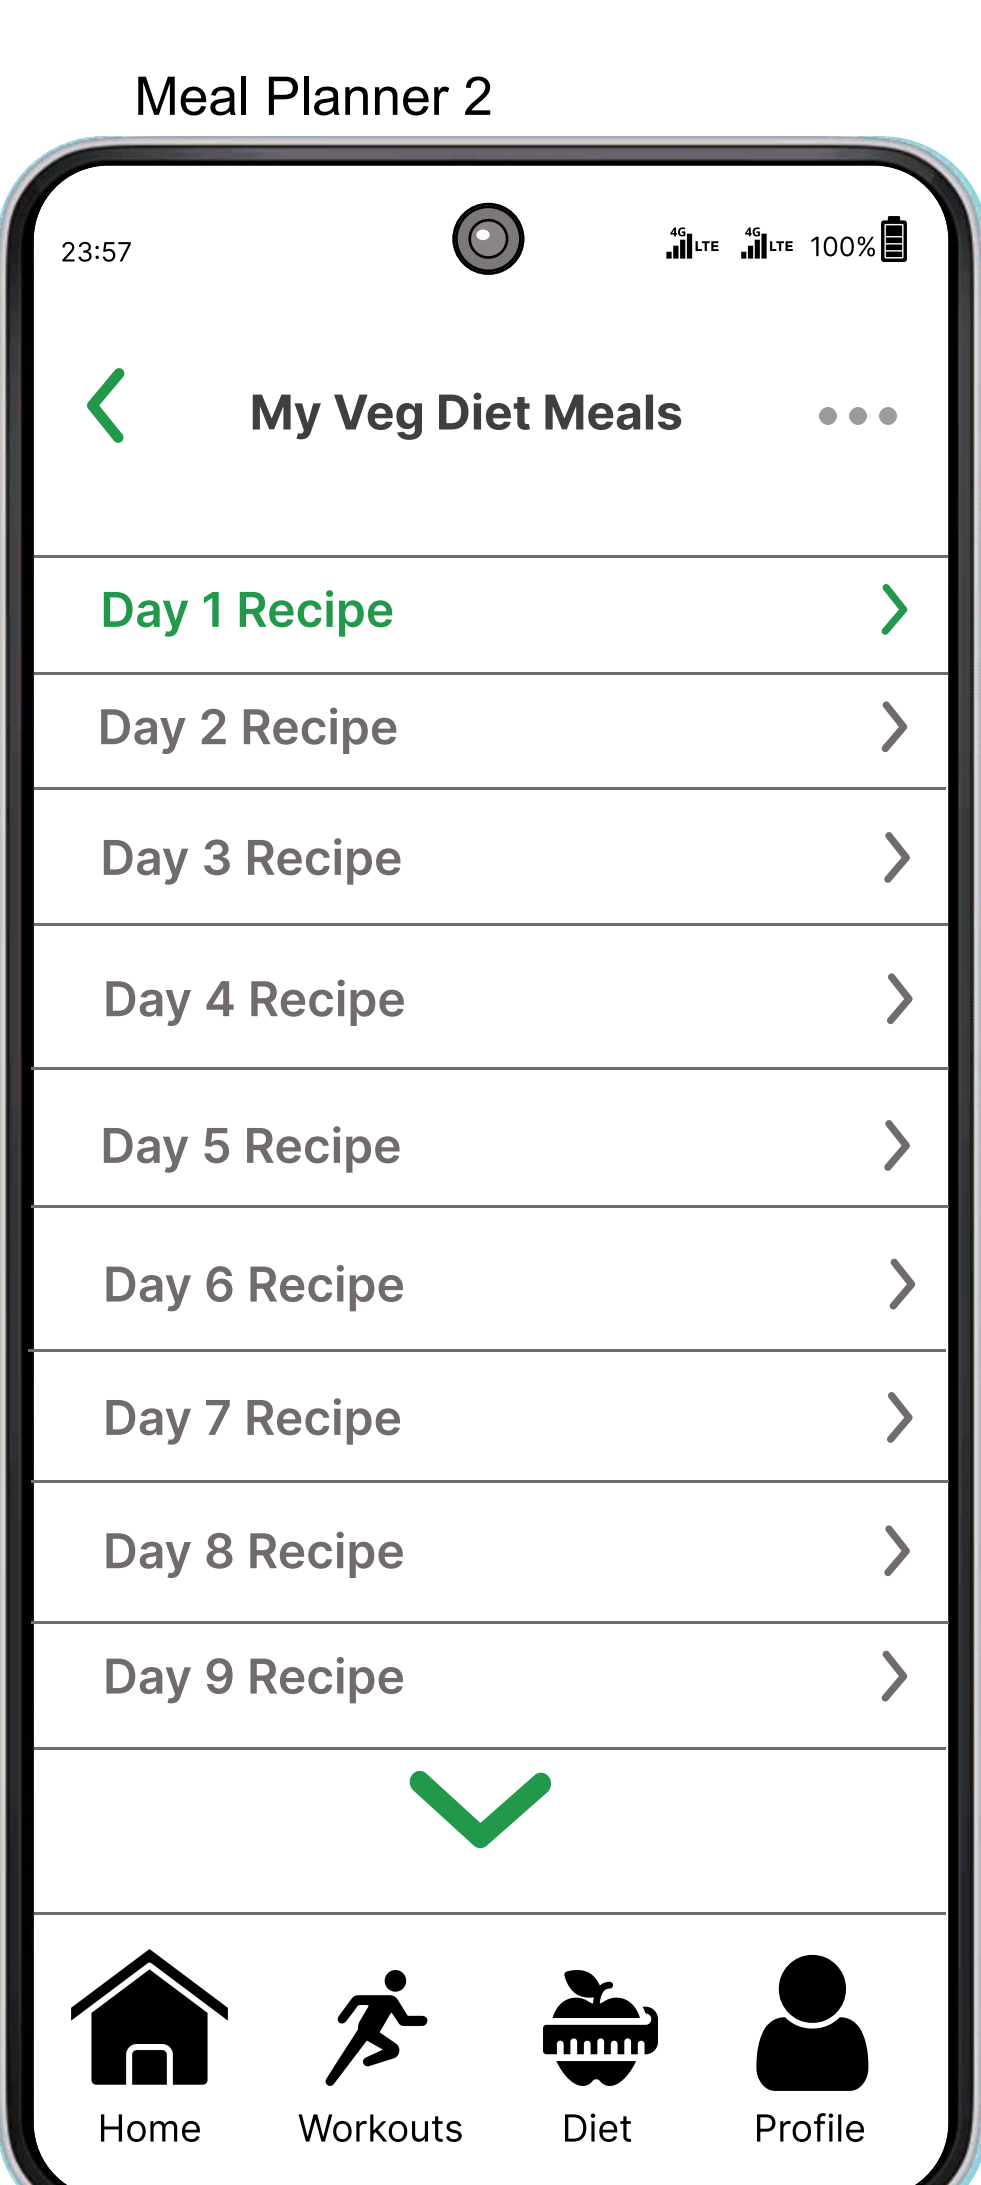 Meal Planner 2
23:57
4G LTE 4G LTE 100%
My Veg Diet Meals
Day 1 Recipe
Day 2 Recipe
Day 3 Recipe
Day 4 Recipe
Day 5 Recipe
Day 6 Recipe
Day 7 Recipe
Day 8 Recipe
Day 9 Recipe
Home Workouts Diet Profile